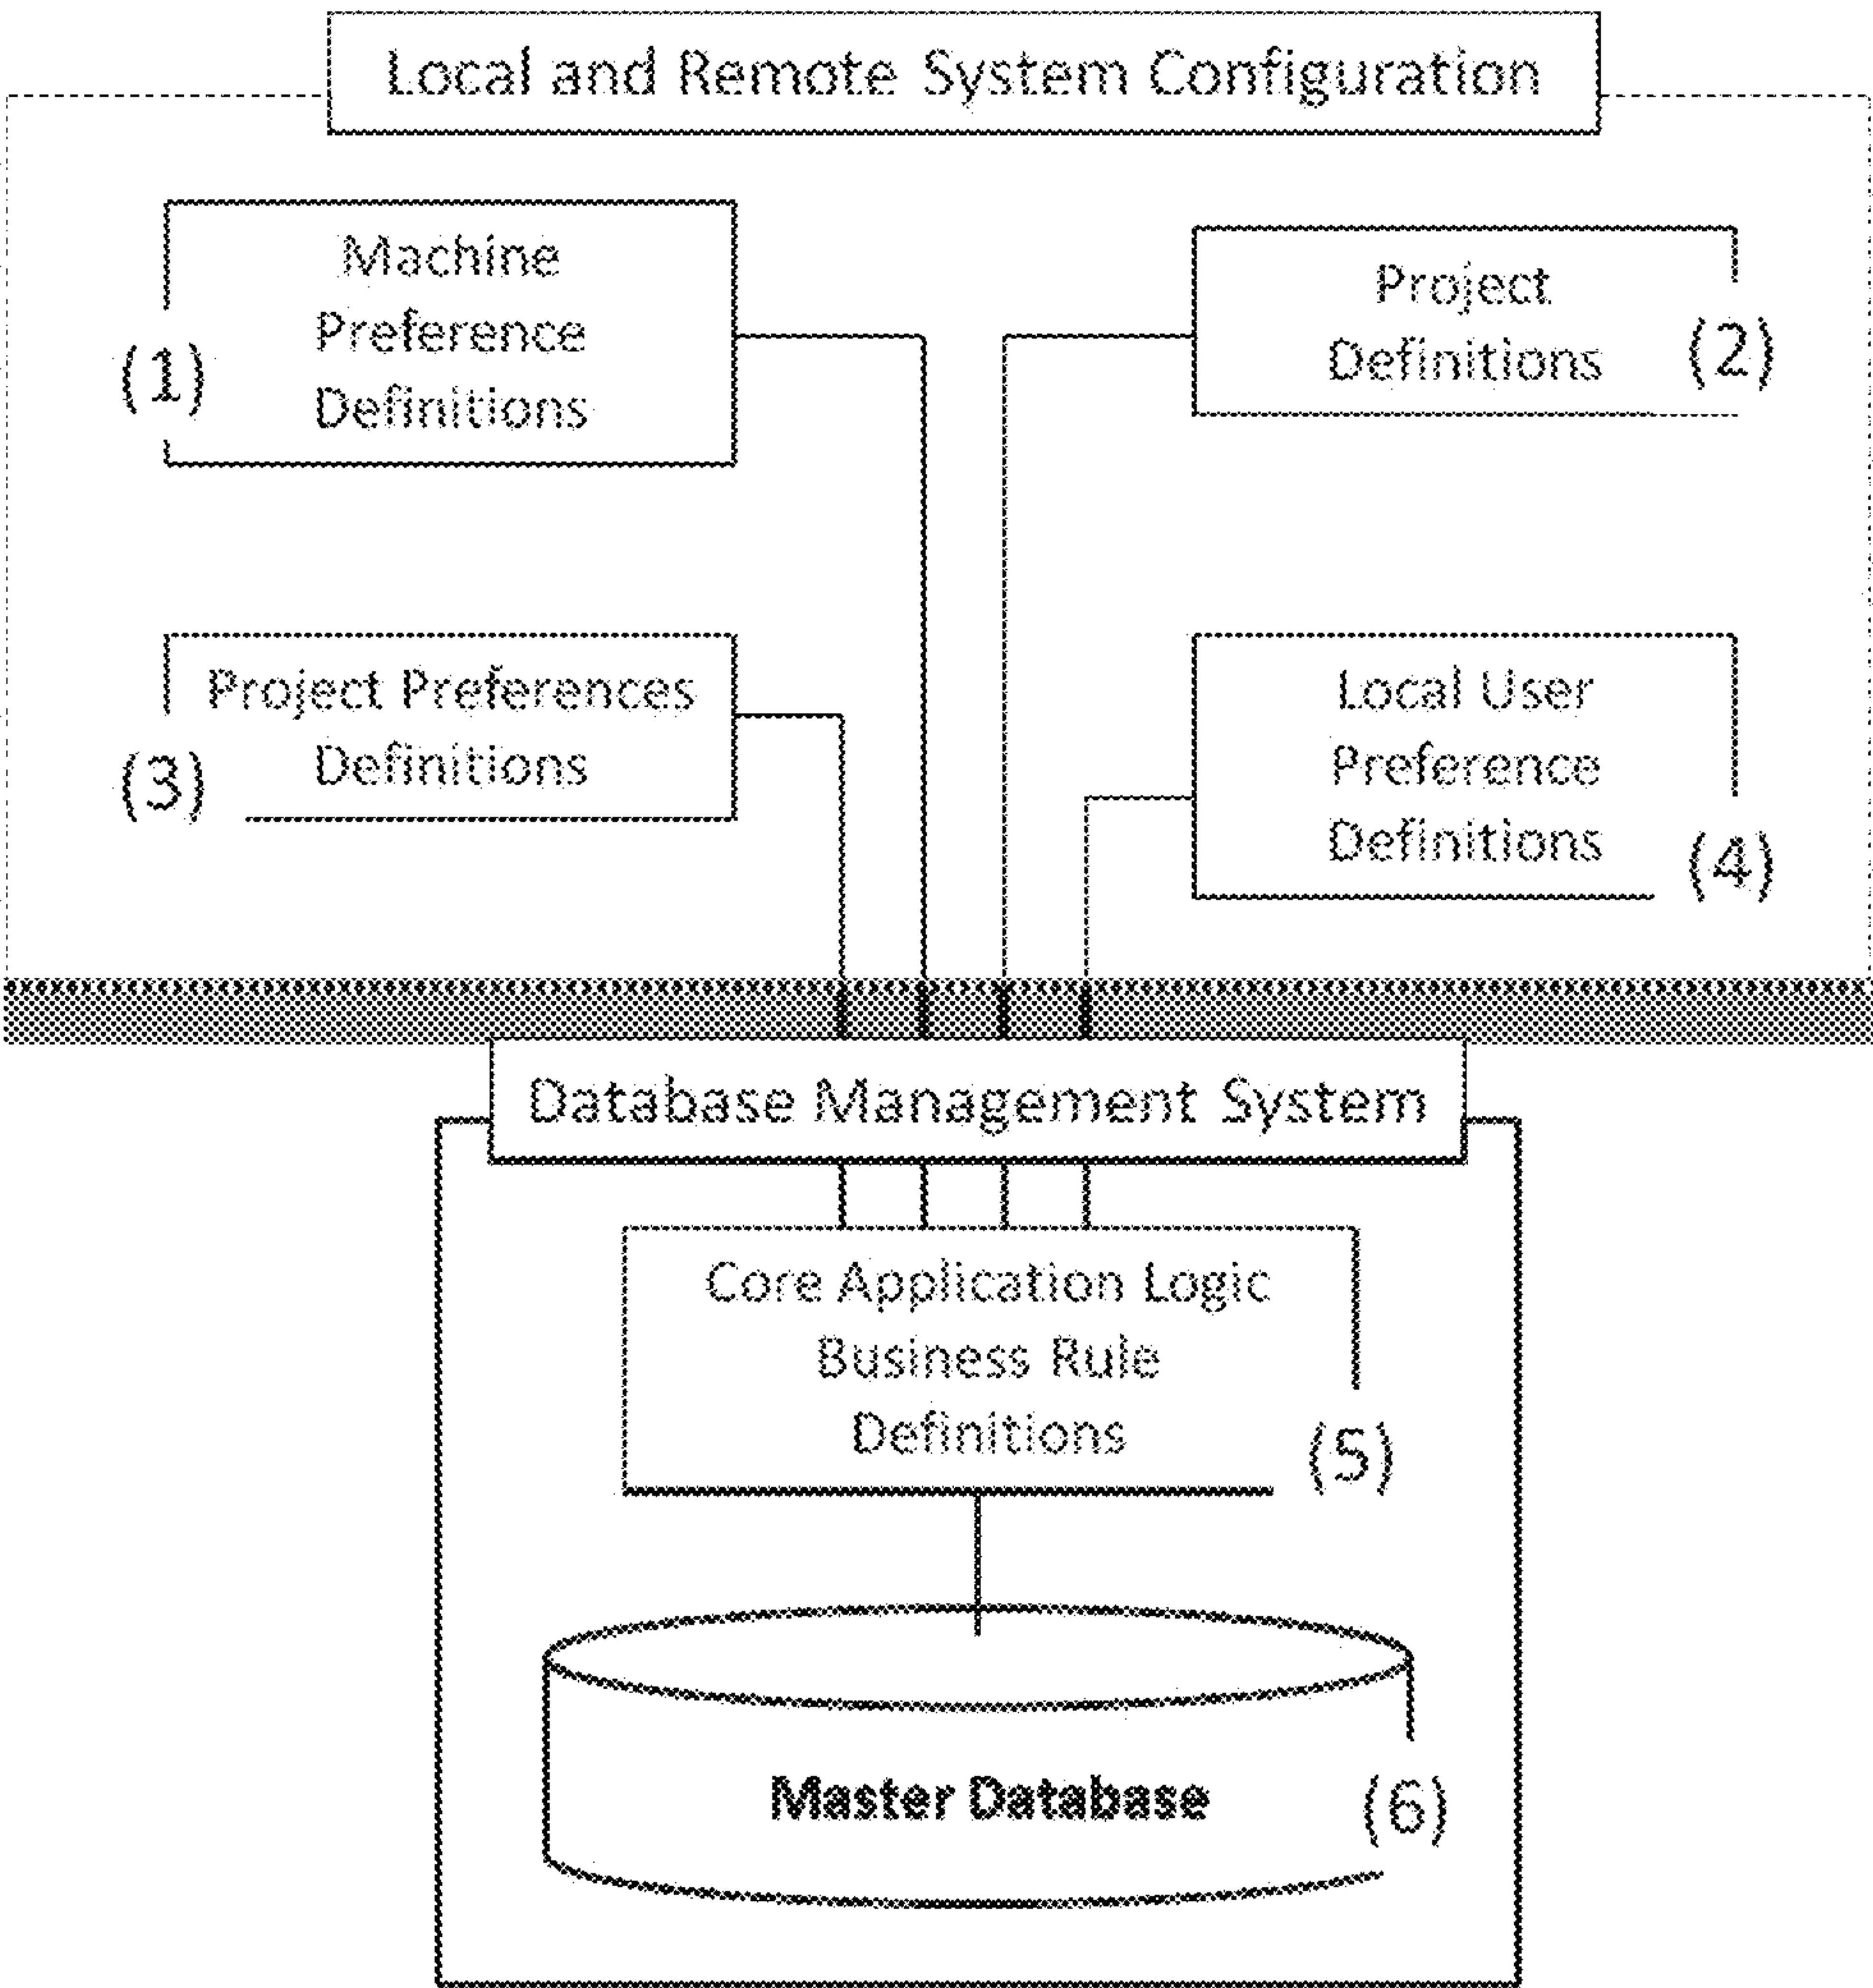 Local and Remote System Configuration
Machine
Preference
Definitions
(1)
Project
Definitions
(2)
Project Preferences
Definitions
(3)
Local User
Preference
Definitions
(4)
Database Management System
Core Application Logic
Business Rule
Definitions
(5)
Master Database
(6)